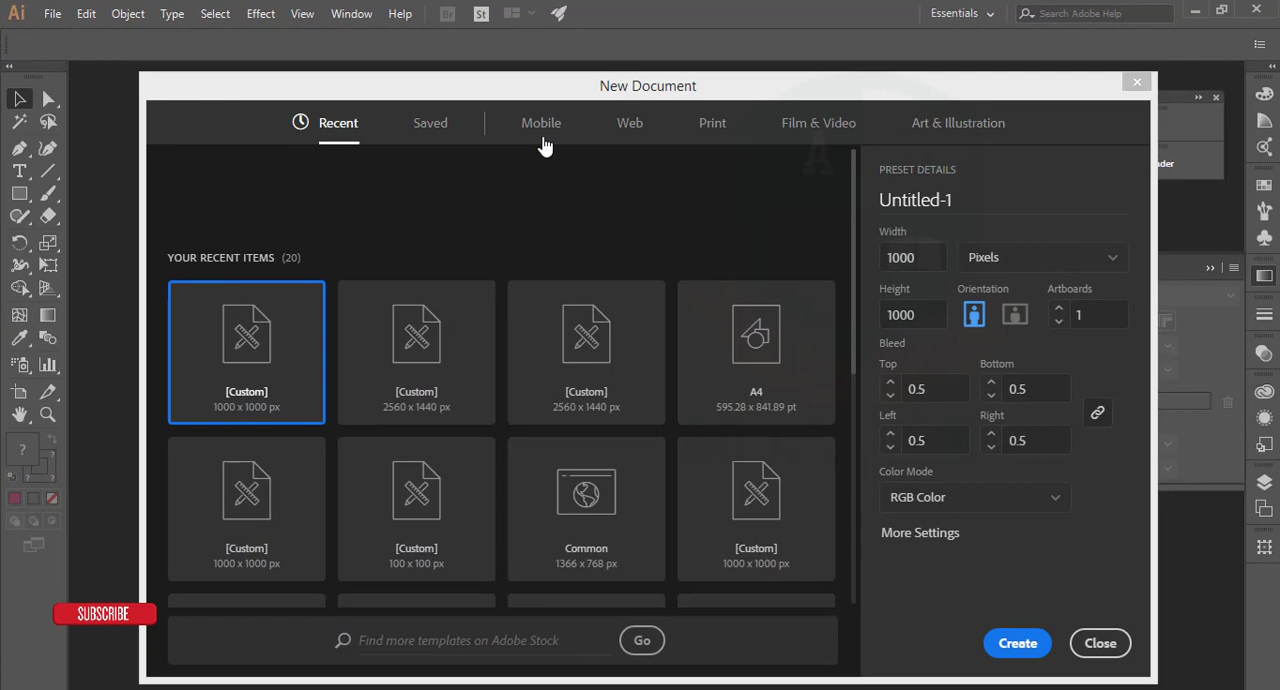 Ai File Edit Object Type Select Effect View Window Help Br St Essentials Search Adobe Help
New Document
Recent Saved Mobile Web Print Film & Video Art & Illustration
PRESET DETAILS
Untitled-1
Width
1000 Pixels
Height Orientation Artboards
1000 1
Bleed
Top Bottom
0.5 0.5
Left Right
0.5 0.5
Color Mode
RGB Color
More Settings
Create Close
YOUR RECENT ITEMS (20)
[Custom] [Custom] [Custom] A4
1000 x 1000 px 2560 x 1440 px 2560 x 1440 px 595.28 x 841.89 pt
[Custom] [Custom] Common [Custom]
1000 x 1000 px 100 x 100 px 1366 x 768 px 1000 x 1000 px
Find more templates on Adobe Stock Go
SUBSCRIBE